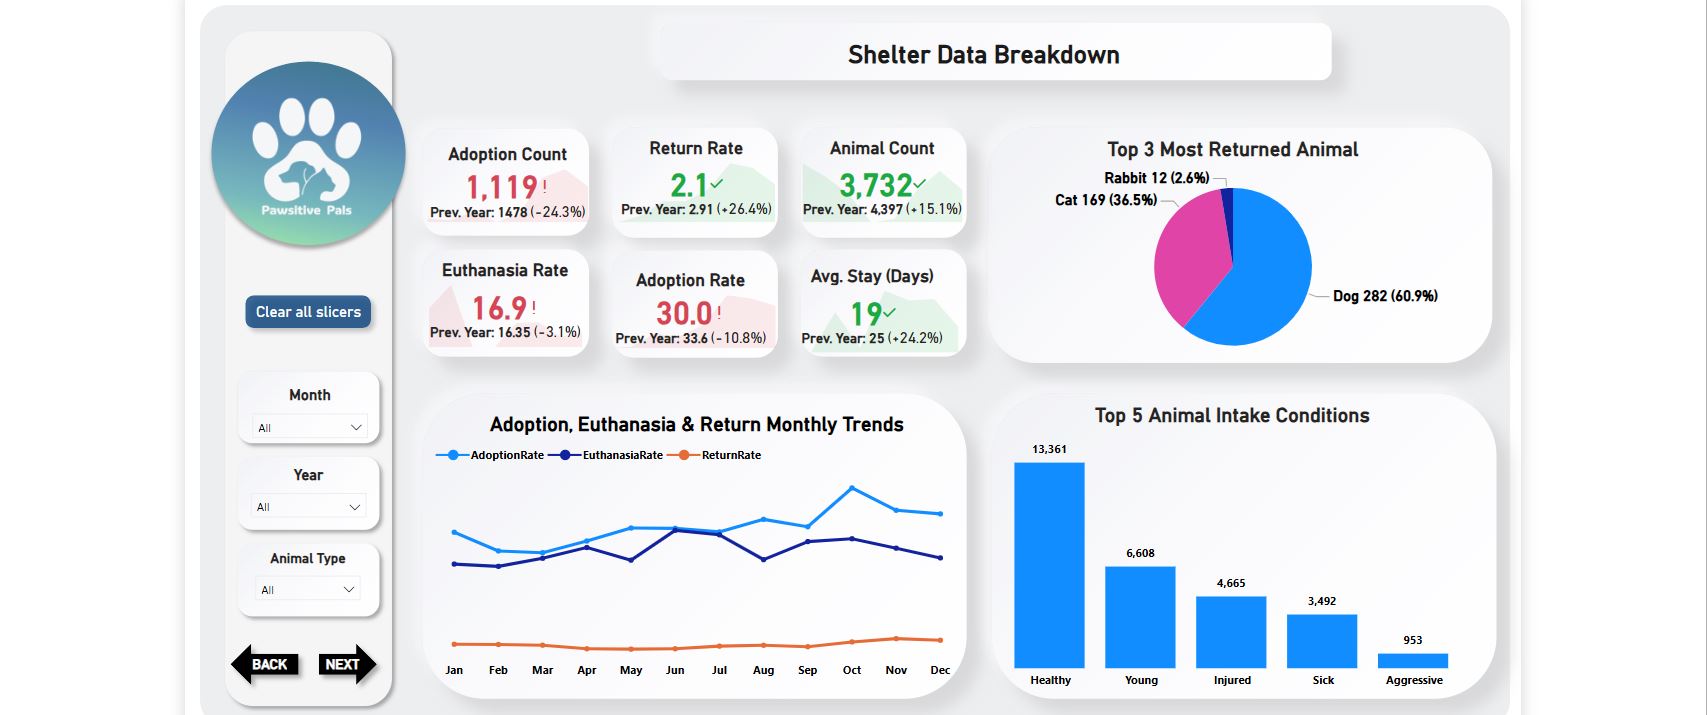 Shelter Data Breakdown
Pawsitive Pals
Clear all slicers
Month
All
Year
All
Animal Type
All
BACK
NEXT
Adoption Count
1,119!
Prev. Year: 1478 (-24.3%)
Return Rate
2.1✓
Prev. Year: 2.91 (+26.4%)
Animal Count
3,732✓
Prev. Year: 4,397 (+15.1%)
Euthanasia Rate
16.9!
Prev. Year: 16.35 (-3.1%)
Adoption Rate
30.0!
Prev. Year: 33.6 (-10.8%)
Avg. Stay (Days)
19✓
Prev. Year: 25 (+24.2%)
Top 3 Most Returned Animal
Rabbit 12 (2.6%)
Cat 169 (36.5%)
Dog 282 (60.9%)
Adoption, Euthanasia & Return Monthly Trends
AdoptionRate EuthanasiaRate ReturnRate
Jan Feb Mar Apr May Jun Jul Aug Sep Oct Nov Dec
Top 5 Animal Intake Conditions
13,361
6,608
4,665
3,492
953
Healthy Young Injured Sick Aggressive